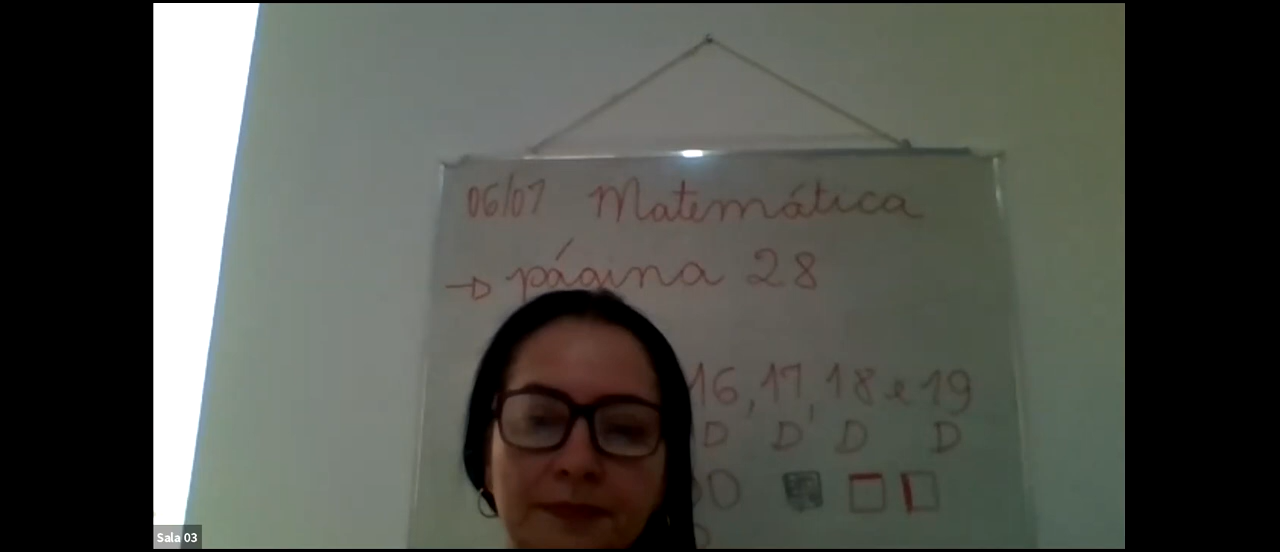 06/07 Matemática
→ página 28
16, 17, 18 e 19
D D D D
Sala 03